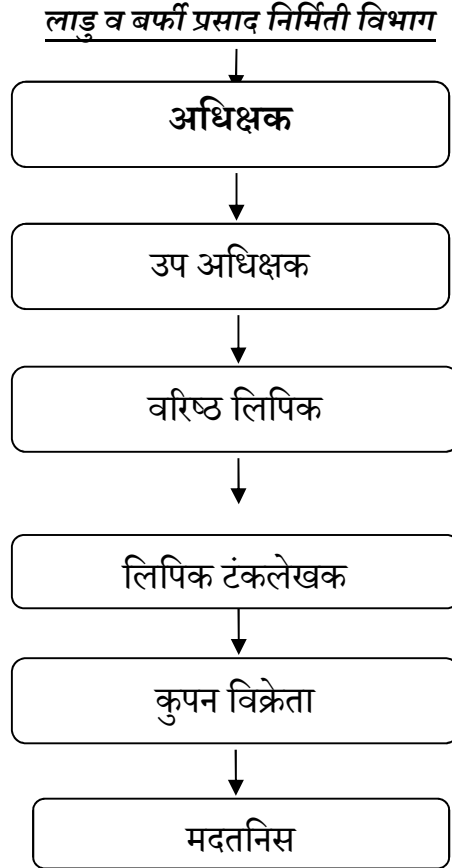 लाडु व बर्फी प्रसाद निर्मिती विभाग
अधिक्षक
उप अधिक्षक
वरिष्ठ लिपिक
लिपिक टंकलेखक
कुपन विक्रेता
मदतनिस